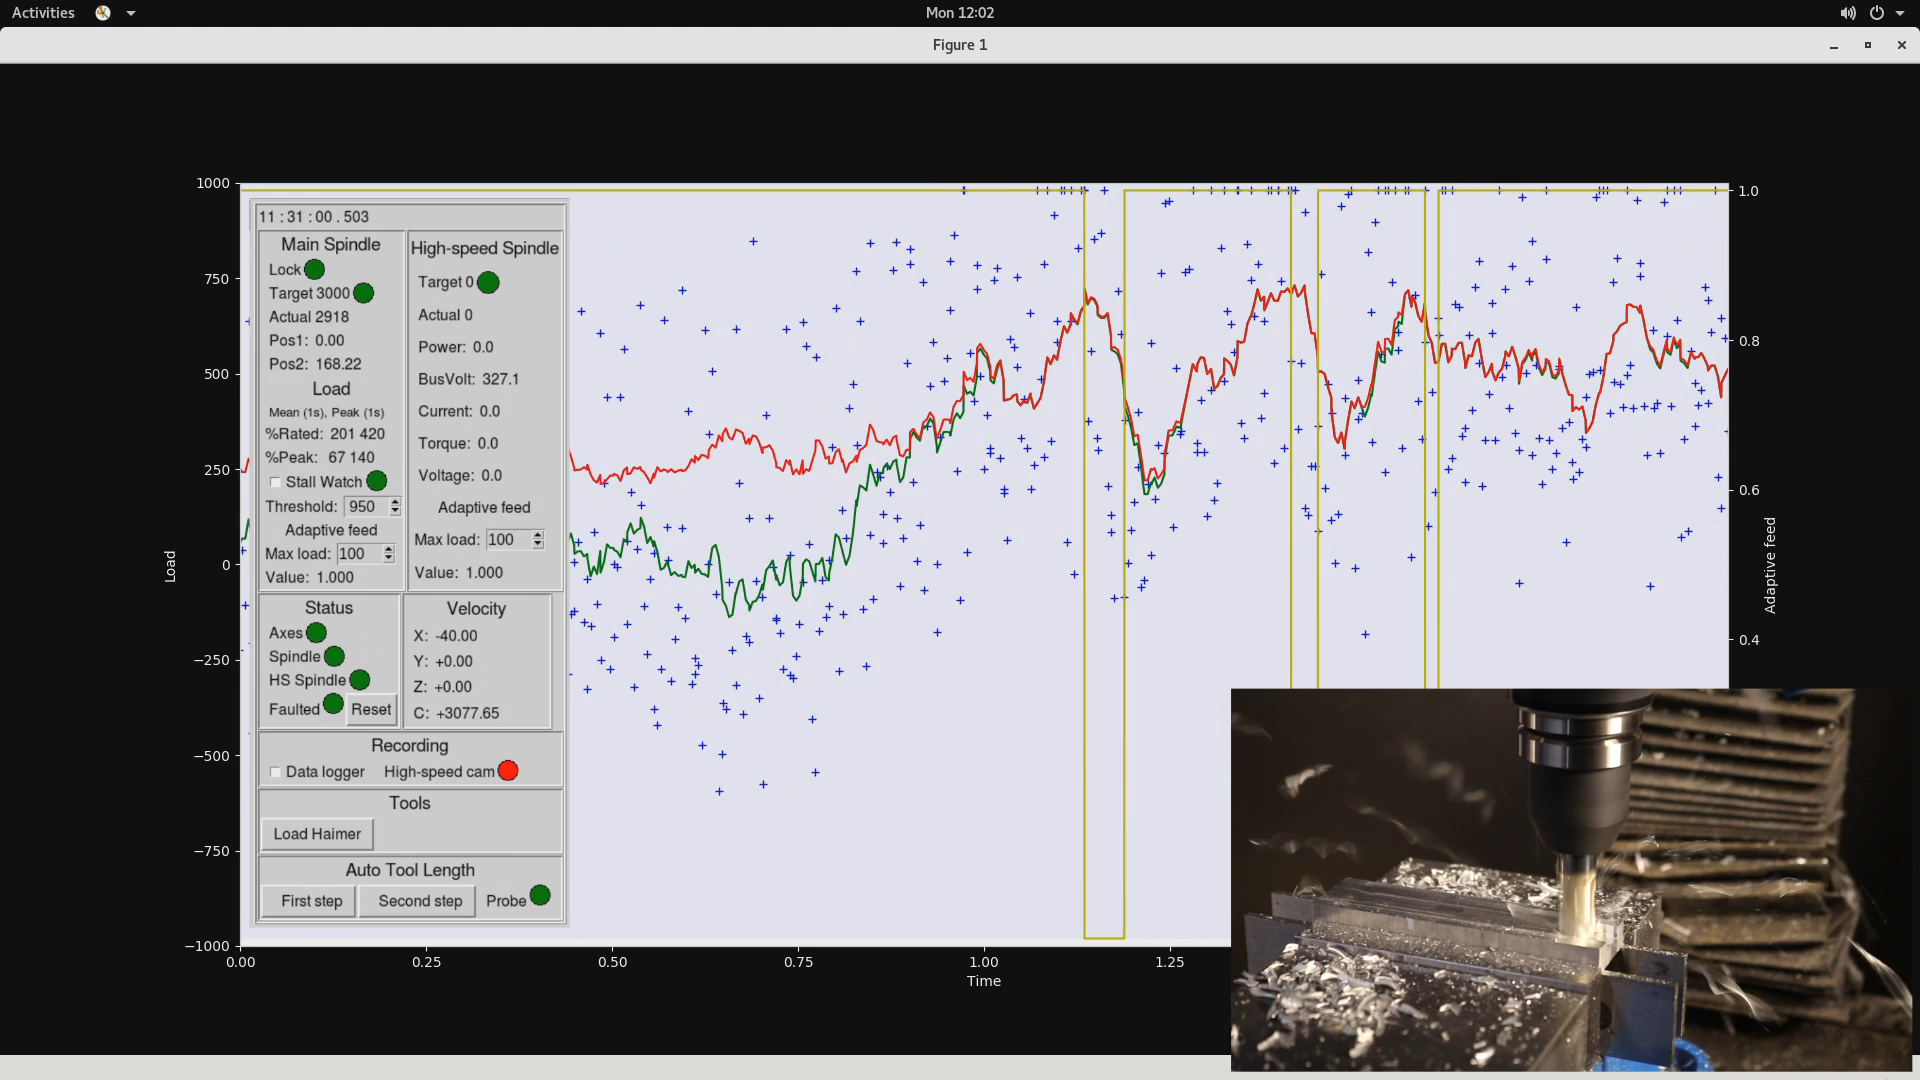 Activities
Mon 12:02
Figure 1
1000
750
500
250
0
−250
−500
−750
−1000
Load
11 : 31 : 00 . 503
Main Spindle
Lock
Target 3000
Actual 2918
Pos1: 0.00
Pos2: 168.22
Load
Mean (1s), Peak (1s)
%Rated: 201 420
%Peak: 67 140
Stall Watch
Threshold: 950
Adaptive feed
Max load: 100
Value: 1.000
High-speed Spindle
Target 0
Actual 0
Power: 0.0
BusVolt: 327.1
Current: 0.0
Torque: 0.0
Voltage: 0.0
Adaptive feed
Max load: 100
Value: 1.000
Status
Axes
Spindle
HS Spindle
Faulted Reset
Velocity
X: -40.00
Y: +0.00
Z: +0.00
C: +3077.65
Recording
Data logger High-speed cam
Tools
Load Haimer
Auto Tool Length
First step Second step Probe
1.0
0.8
0.6
0.4
Adaptive feed
0.00 0.25 0.50 0.75 1.00 1.25
Time